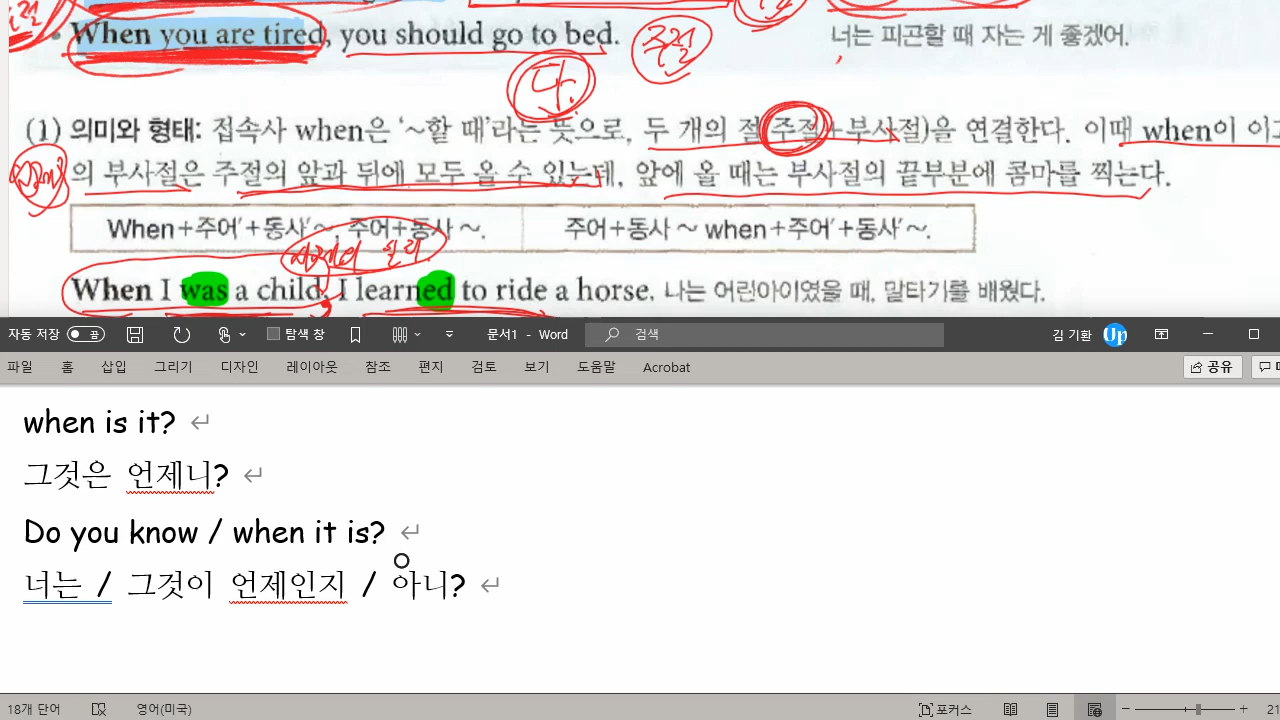 When you are tired, you should go to bed. 너는 피곤할 때 자는 게 좋겠어.
주절
(1) 의미와 형태: 접속사 when은 '~할 때'라는 뜻으로, 두 개의 절(주절+부사절)을 연결한다. 이때 when이
의 부사절은 주절의 앞과 뒤에 모두 올 수 있는데, 앞에 올 때는 부사절의 끝부분에 콤마를 찍는다.
When+주어'+동사'~, 주어+동사 ~. 주어+동사 ~ when+주어'+동사'~.
When I was a child, I learned to ride a horse. 나는 어린아이였을 때, 말타기를 배웠다.
자동 저장 끔 탐색 창 문서1 - Word 검색 김 기환 Up
파일 홈 삽입 그리기 디자인 레이아웃 참조 편지 검토 보기 도움말 Acrobat 공유
when is it?
그것은 언제니?
Do you know / when it is?
너는 / 그것이 언제인지 / 아니?
18개 단어 영어(미국) 포커스 21